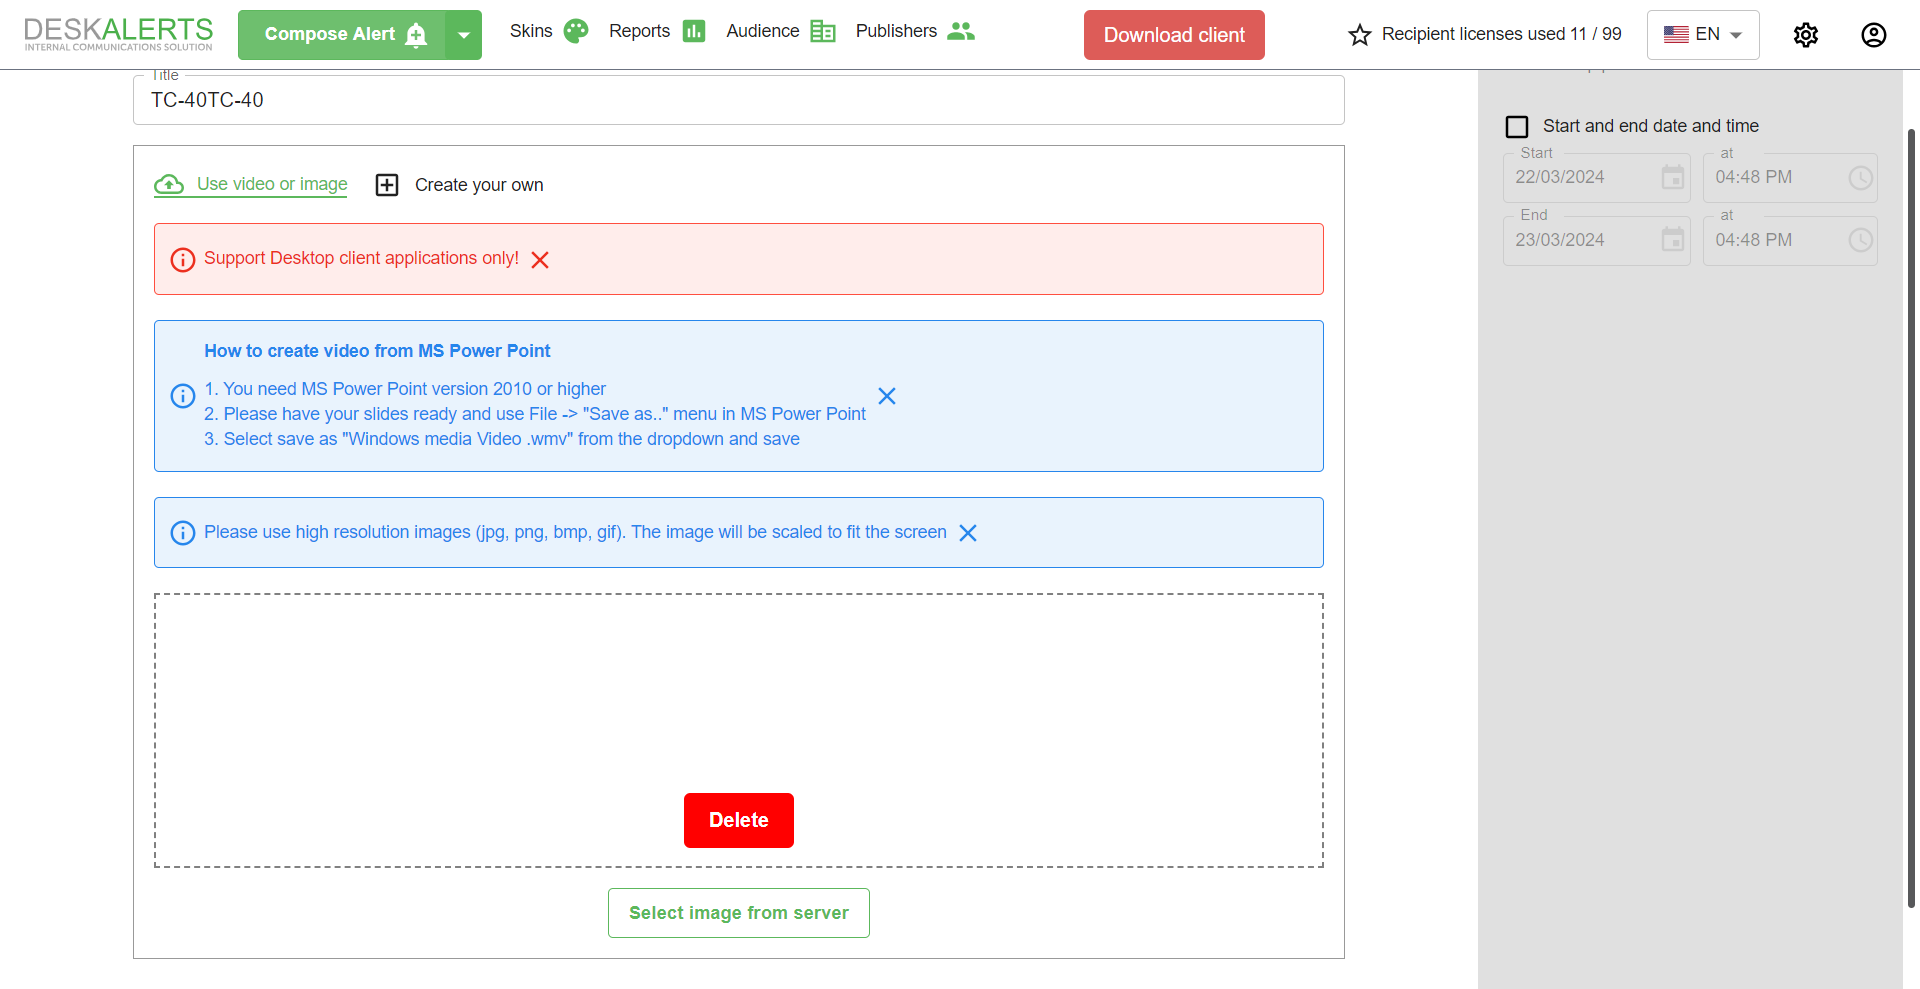 DESKALERTS
INTERNAL COMMUNICATIONS SOLUTION
Compose Alert
Skins
Reports
Audience
Publishers
Download client
Recipient licenses used 11 / 99
EN
Title
TC-40TC-40
Use video or image
Create your own
Support Desktop client applications only!
How to create video from MS Power Point
1. You need MS Power Point version 2010 or higher
2. Please have your slides ready and use File -> "Save as.." menu in MS Power Point
3. Select save as "Windows media Video .wmv" from the dropdown and save
Please use high resolution images (jpg, png, bmp, gif). The image will be scaled to fit the screen
Delete
Select image from server
Start and end date and time
Start
22/03/2024
at
04:48 PM
End
23/03/2024
at
04:48 PM